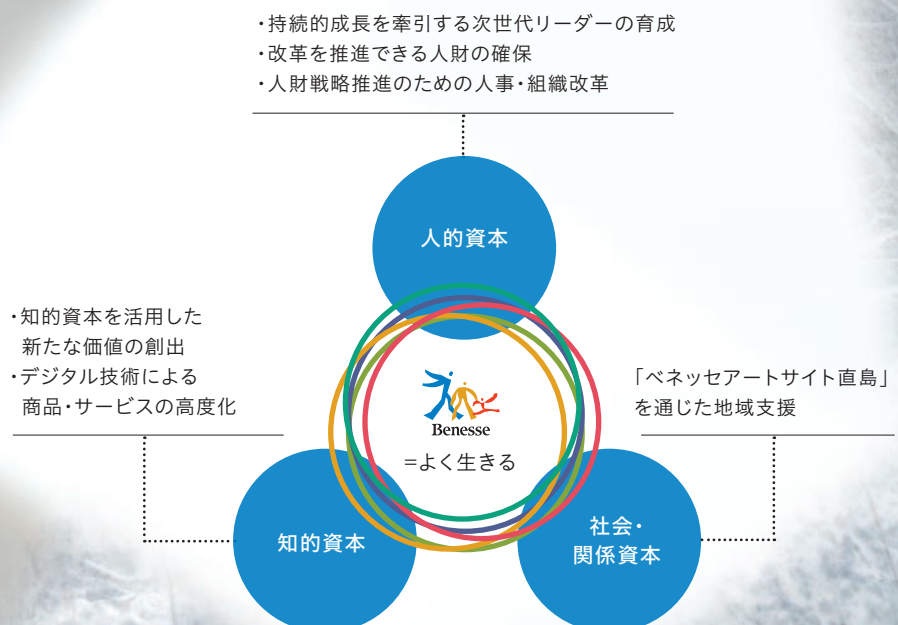 ・持続的成長を牽引する次世代リーダーの育成
・改革を推進できる人財の確保
・人財戦略推進のための人事・組織改革
人的資本
・知的資本を活用した
新たな価値の創出
・デジタル技術による
商品・サービスの高度化
「ベネッセアートサイト直島」
を通じた地域支援
Benesse
=よく生きる
知的資本
社会・
関係資本